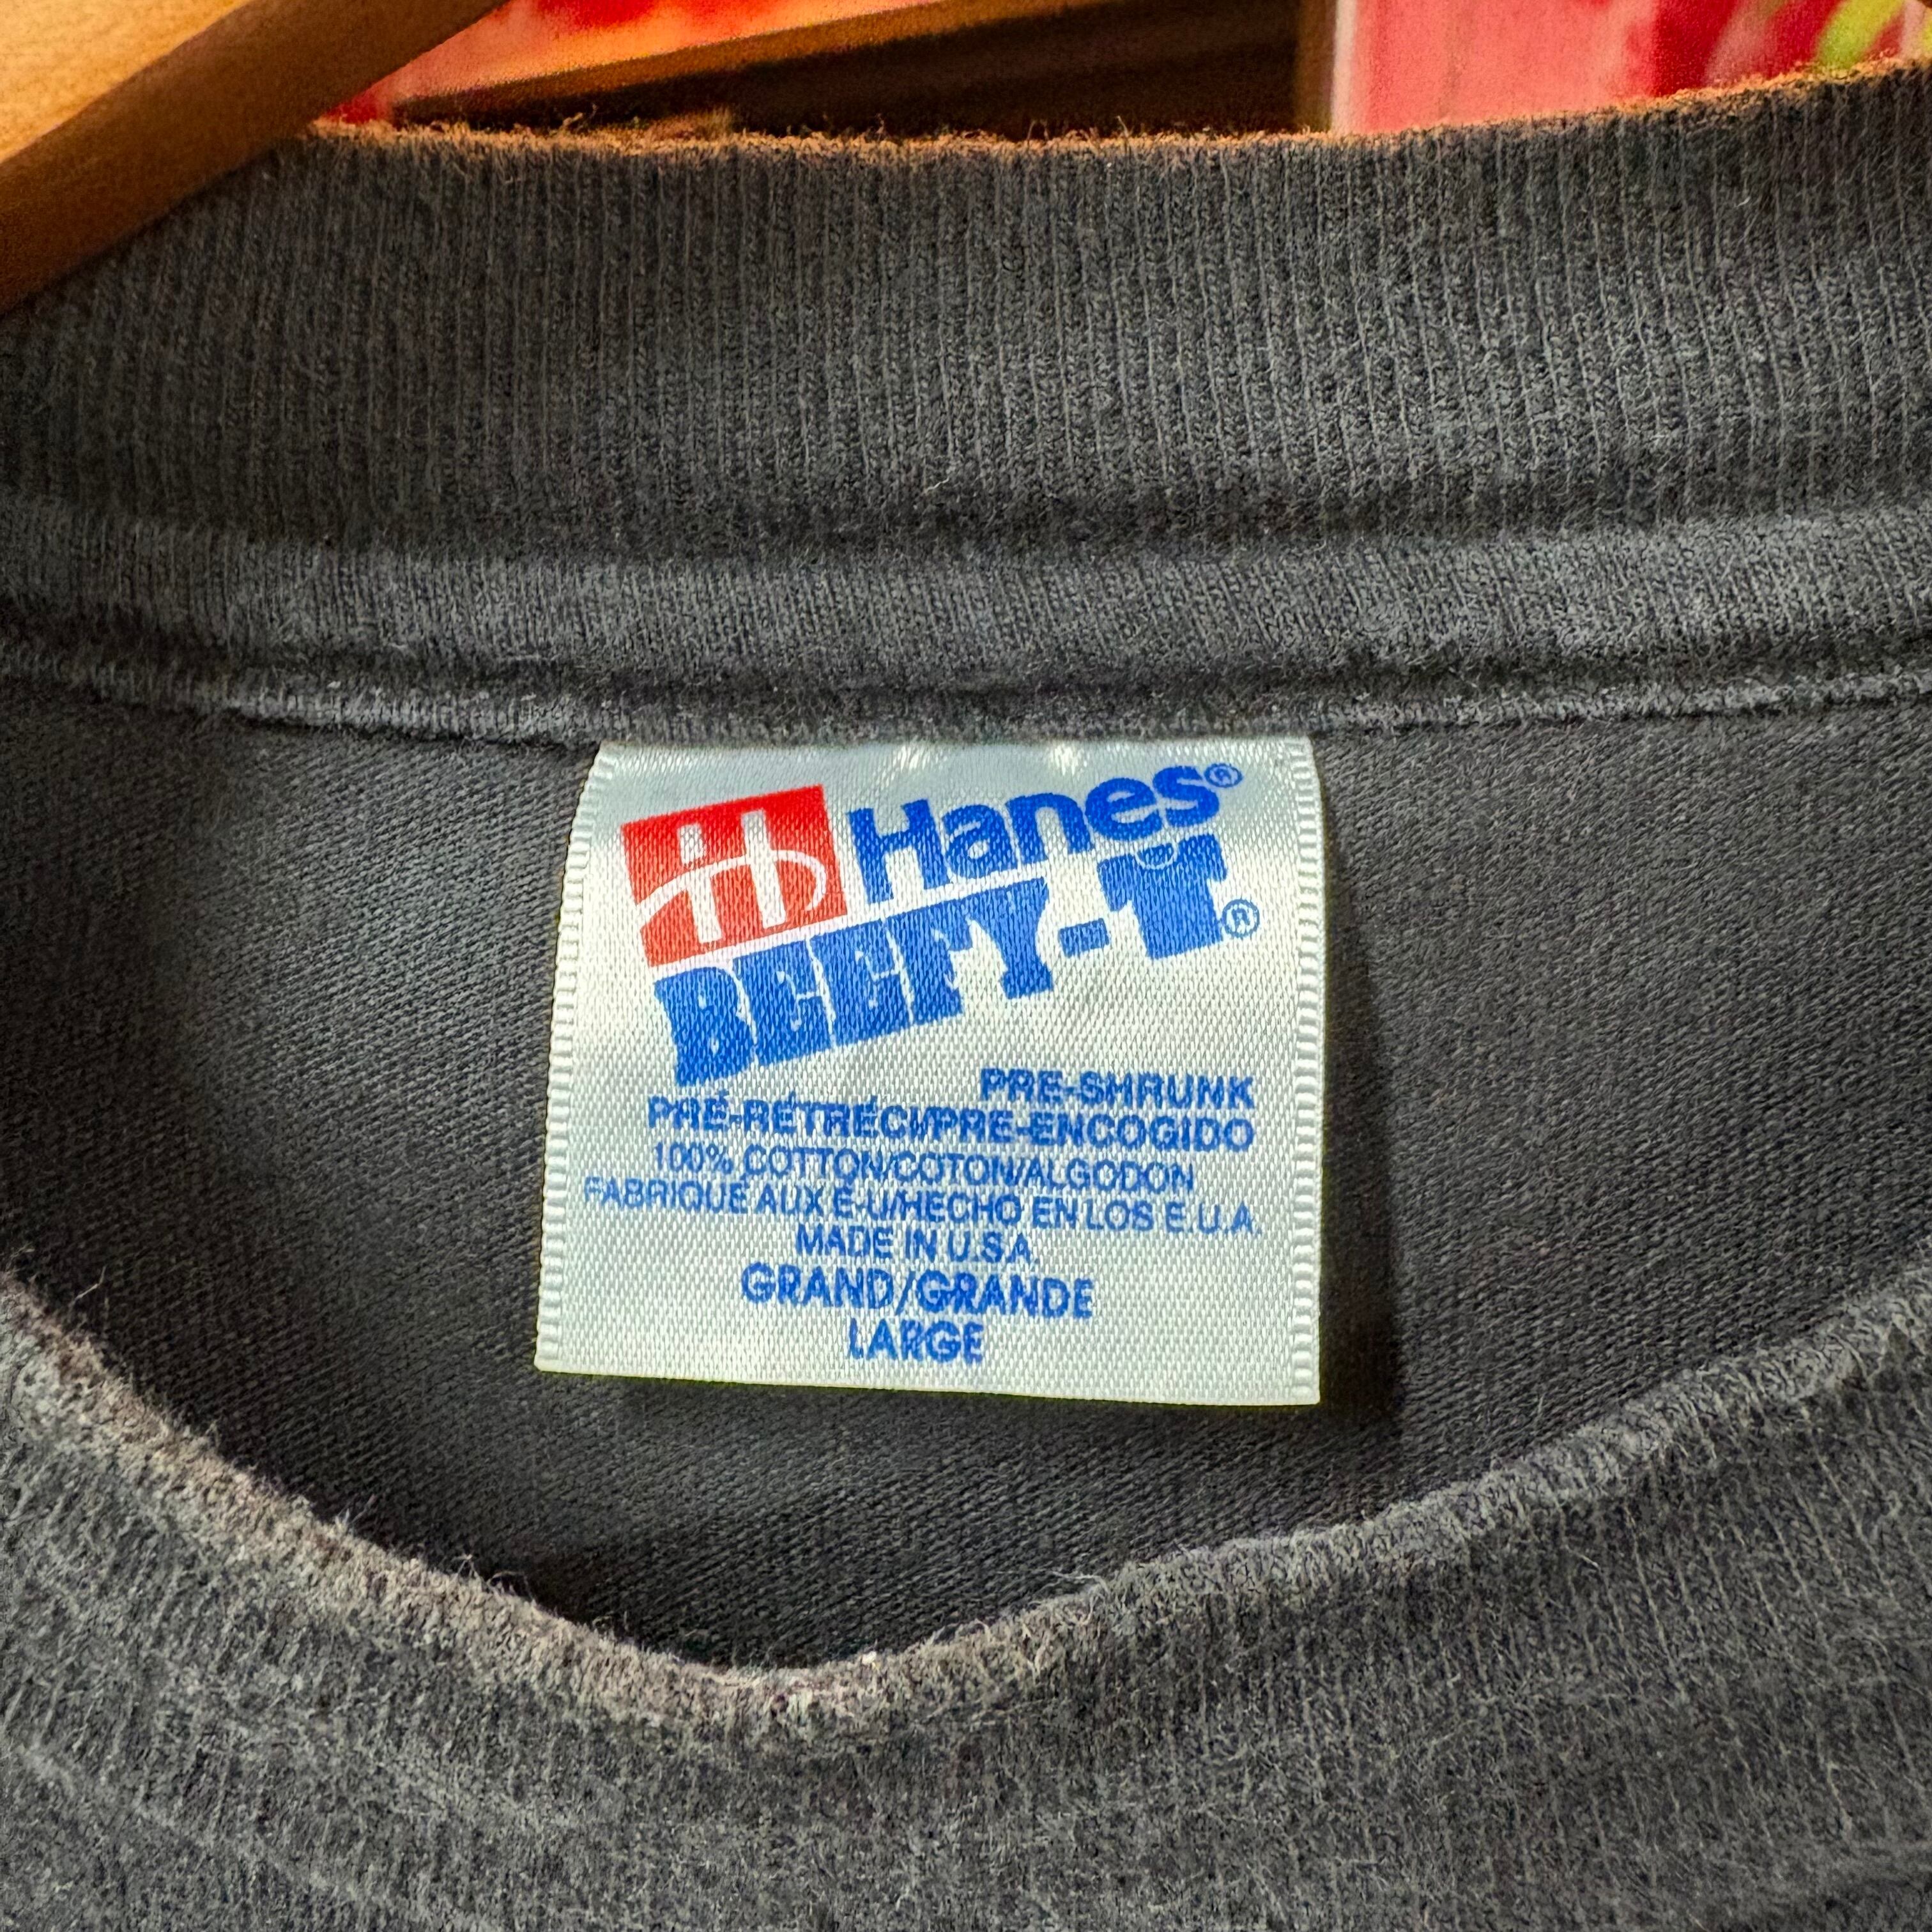 Hanes®
BEEFY-T®
PRE-SHRUNK
PRÉ-RÉTRÉCI/PRE-ENCOGIDO
100% COTTON/COTON/ALGODON
FABRIQUE AUX É-U/HECHO EN LOS E.U.A.
MADE IN U.S.A.
GRAND/GRANDE
LARGE